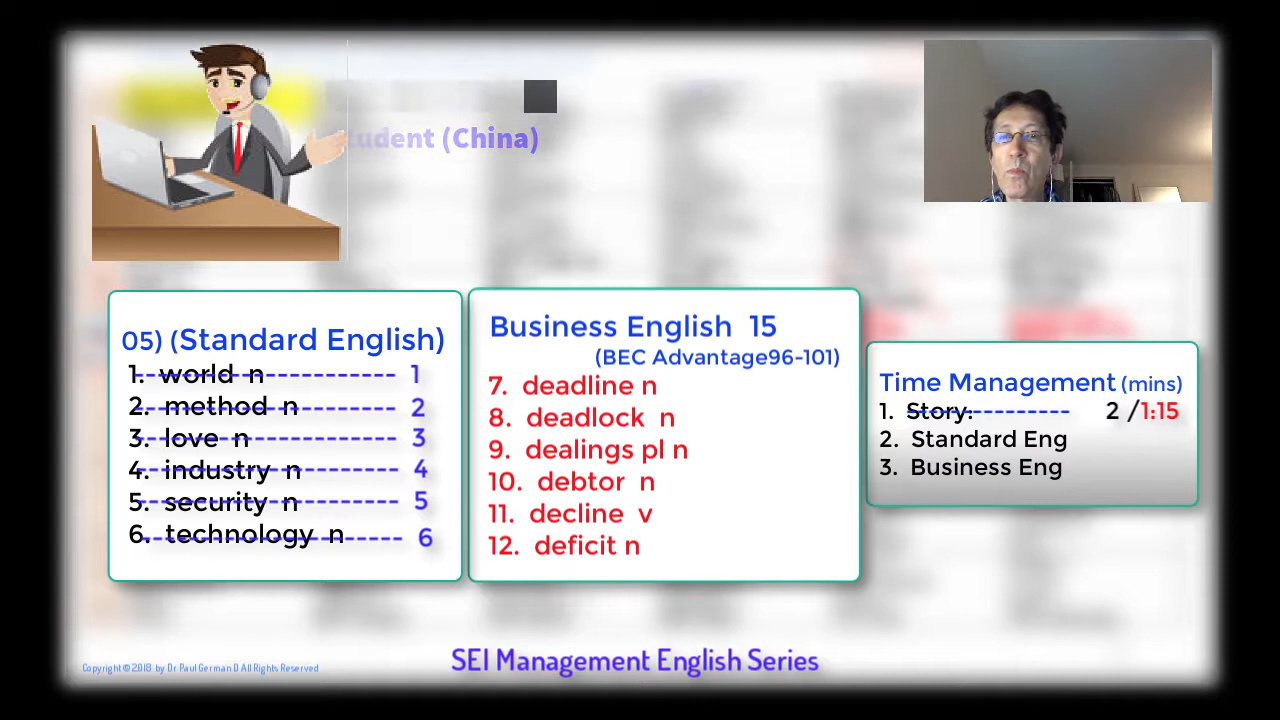 tudent (China)
05) (Standard English)
1. world n ----------- 1
2. method n ----------- 2
3. love n ----------- 3
4. industry n ----------- 4
5. security n ----------- 5
6. technology n ----------- 6
Business English 15
(BEC Advantage96-101)
7. deadline n
8. deadlock n
9. dealings pl n
10. debtor n
11. decline v
12. deficit n
Time Management (mins)
1. Story: ---------- 2 /1:15
2. Standard Eng
3. Business Eng
SEI Management English Series
Copyright © 2018 by Dr Paul German D All Rights Reserved